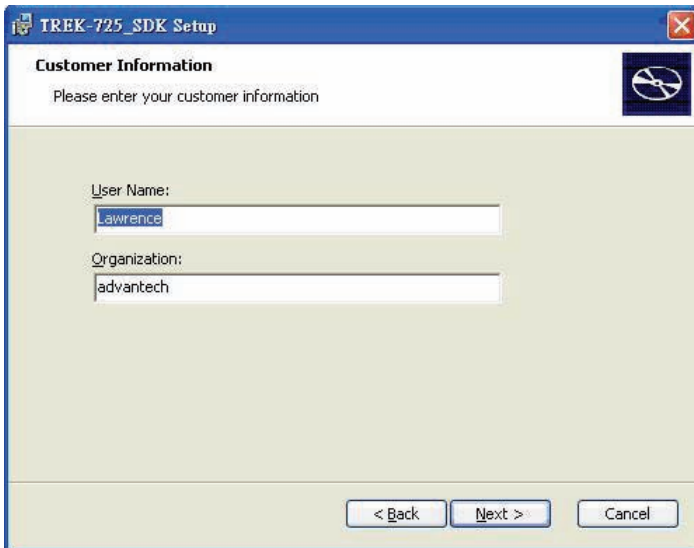 TREK-725_SDK Setup
Customer Information
Please enter your customer information
User Name:
Lawrence
Organization:
advantech
< Back
Next >
Cancel